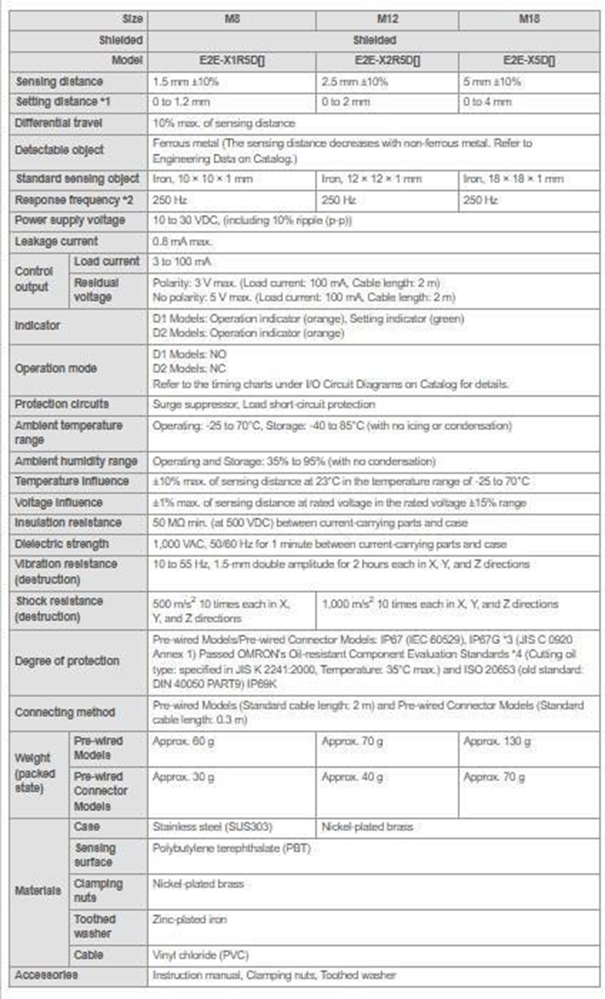 Size M8 M12 M18
Shielded Shielded
Model E2E-X1R5D[] E2E-X2R5D[] E2E-X5D[]
Sensing distance 1.5 mm ±10% 2.5 mm ±10% 5 mm ±10%
Setting distance *1 0 to 1.2 mm 0 to 2 mm 0 to 4 mm
Differential travel 10% max. of sensing distance
Detectable object Ferrous metal (The sensing distance decreases with non-ferrous metal. Refer to
Engineering Data on Catalog.)
Standard sensing object Iron, 10 × 10 × 1 mm Iron, 12 × 12 × 1 mm Iron, 18 × 18 × 1 mm
Response frequency *2 250 Hz 250 Hz 250 Hz
Power supply voltage 10 to 30 VDC, (including 10% ripple (p-p))
Leakage current 0.8 mA max.
Control
output
Load current 3 to 100 mA
Residual
voltage
Polarity: 3 V max. (Load current: 100 mA, Cable length: 2 m)
No polarity: 5 V max. (Load current: 100 mA, Cable length: 2 m)
Indicator
D1 Models: Operation indicator (orange), Setting indicator (green)
D2 Models: Operation indicator (orange)
Operation mode
D1 Models: NO
D2 Models: NC
Refer to the timing charts under I/O Circuit Diagrams on Catalog for details.
Protection circuits Surge suppressor, Load short-circuit protection
Ambient temperature
range
Operating: -25 to 70°C, Storage: -40 to 85°C (with no icing or condensation)
Ambient humidity range Operating and Storage: 35% to 95% (with no condensation)
Temperature influence ±10% max. of sensing distance at 23°C in the temperature range of -25 to 70°C
Voltage influence ±1% max. of sensing distance at rated voltage in the rated voltage ±15% range
Insulation resistance 50 MΩ min. (at 500 VDC) between current-carrying parts and case
Dielectric strength 1,000 VAC, 50/60 Hz for 1 minute between current-carrying parts and case
Vibration resistance
(destruction)
10 to 55 Hz, 1.5-mm double amplitude for 2 hours each in X, Y, and Z directions
Shock resistance
(destruction)
500 m/s² 10 times each in X,
Y, and Z directions
1,000 m/s² 10 times each in X, Y, and Z directions
Degree of protection
Pre-wired Models/Pre-wired Connector Models: IP67 (IEC 60529), IP67G *3 (JIS C 0920
Annex 1) Passed OMRON's Oil-resistant Component Evaluation Standards *4 (Cutting oil
type: specified in JIS K 2241:2000, Temperature: 35°C max.) and ISO 20653 (old standard:
DIN 40050 PART9) IP69K
Connecting method
Pre-wired Models (Standard cable length: 2 m) and Pre-wired Connector Models (Standard
cable length: 0.3 m)
Weight
(packed
state)
Pre-wired
Models
Approx. 60 g Approx. 70 g Approx. 130 g
Pre-wired
Connector
Models
Approx. 30 g Approx. 40 g Approx. 70 g
Materials
Case Stainless steel (SUS303) Nickel-plated brass
Sensing
surface
Polybutylene terephthalate (PBT)
Clamping
nuts
Nickel-plated brass
Toothed
washer
Zinc-plated iron
Cable Vinyl chloride (PVC)
Accessories Instruction manual, Clamping nuts, Toothed washer